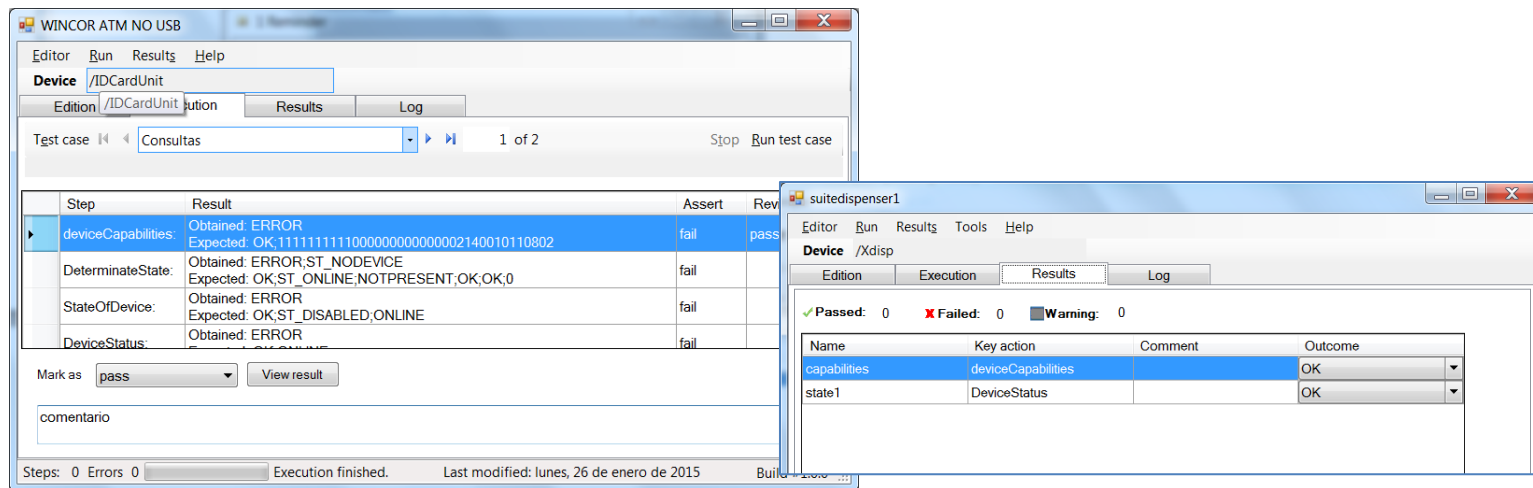 WINCOR ATM NO USB
Editor Run Results Help
Device /IDCardUnit
Edition /IDCardUnit Results Log
Test case Consultas 1 of 2 Stop Run test case
Step Result Assert
deviceCapabilities: Obtained: ERROR fail pass
Expected: OK;1111111111000000000000002140010110802
DeterminateState: Obtained: ERROR;ST_NODEVICE fail
Expected: OK;ST_ONLINE;NOTPRESENT;OK;OK;0
StateOfDevice: Obtained: ERROR fail
Expected: OK;ST_DISABLED;ONLINE
DeviceStatus: Obtained: ERROR fail
Mark as pass View result
comentario
Steps: 0 Errors 0 Execution finished. Last modified: lunes, 26 de enero de 2015
suitedispenser1
Editor Run Results Tools Help
Device /Xdisp
Edition Execution Results Log
Passed: 0 Failed: 0 Warning: 0
Name Key action Comment Outcome
capabilities deviceCapabilities OK
state1 DeviceStatus OK